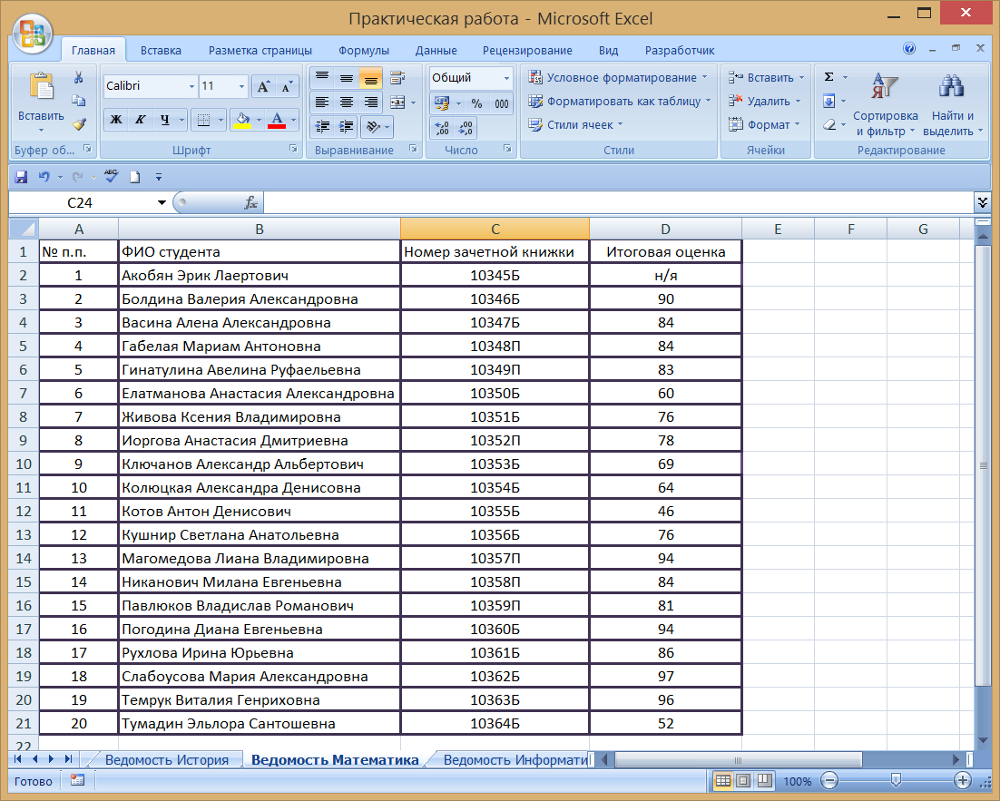 Практическая работа - Microsoft Excel
Главная Вставка Разметка страницы Формулы Данные Рецензирование Вид Разработчик
Вставить
Calibri 11
Ж К Ч
Общий
% 000
Условное форматирование
Форматировать как таблицу
Стили ячеек
Вставить
Удалить
Формат
Σ
Сортировка и фильтр
Найти и выделить
Буфер об... Шрифт Выравнивание Число Стили Ячейки Редактирование
C24 fx
A B C D E F G
1 № п.п. ФИО студента Номер зачетной книжки Итоговая оценка
2 1 Акобян Эрик Лаертович 10345Б н/я
3 2 Болдина Валерия Александровна 10346Б 90
4 3 Васина Алена Александровна 10347Б 84
5 4 Габелая Мариам Антоновна 10348П 84
6 5 Гинатулина Авелина Руфаельевна 10349П 83
7 6 Елатманова Анастасия Александровна 10350Б 60
8 7 Живова Ксения Владимировна 10351Б 76
9 8 Иоргова Анастасия Дмитриевна 10352П 78
10 9 Ключанов Александр Альбертович 10353Б 69
11 10 Колюцкая Александра Денисовна 10354Б 64
12 11 Котов Антон Денисович 10355Б 46
13 12 Кушнир Светлана Анатольевна 10356Б 76
14 13 Магомедова Лиана Владимировна 10357П 94
15 14 Никанович Милана Евгеньевна 10358П 84
16 15 Павлюков Владислав Романович 10359П 81
17 16 Погодина Диана Евгеньевна 10360Б 94
18 17 Рухлова Ирина Юрьевна 10361Б 86
19 18 Слабоусова Мария Александровна 10362Б 97
20 19 Темрук Виталия Генриховна 10363Б 96
21 20 Тумадин Эльлора Сантошевна 10364Б 52
22
Ведомость История Ведомость Математика Ведомость Информати
Готово 100%